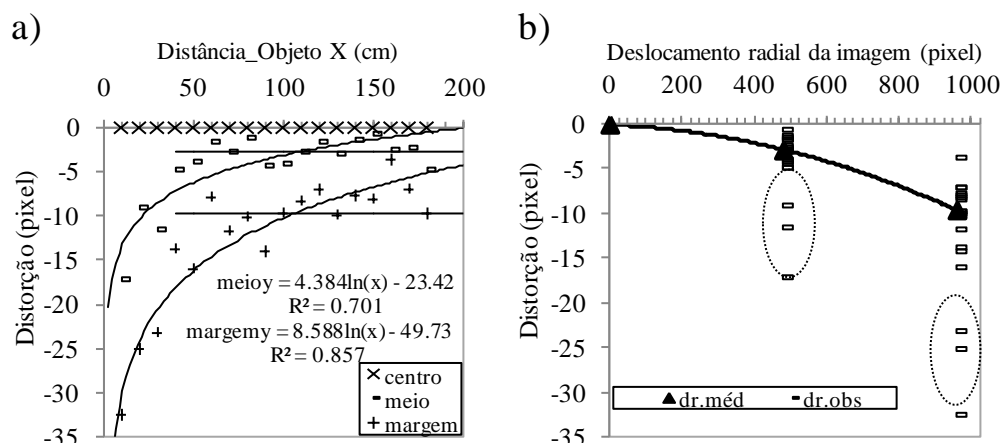 a)
Distância_Objeto X (cm)
0 50 100 150 200
Distorção (pixel)
0
-5
-10
-15
-20
-25
-30
-35
meioy = 4.384ln(x) - 23.42
R² = 0.701
margemy = 8.588ln(x) - 49.73
R² = 0.857
centro
meio
margem
b)
Deslocamento radial da imagem (pixel)
0 200 400 600 800 1000
Distorção (pixel)
0
-5
-10
-15
-20
-25
-30
-35
dr.méd dr.obs